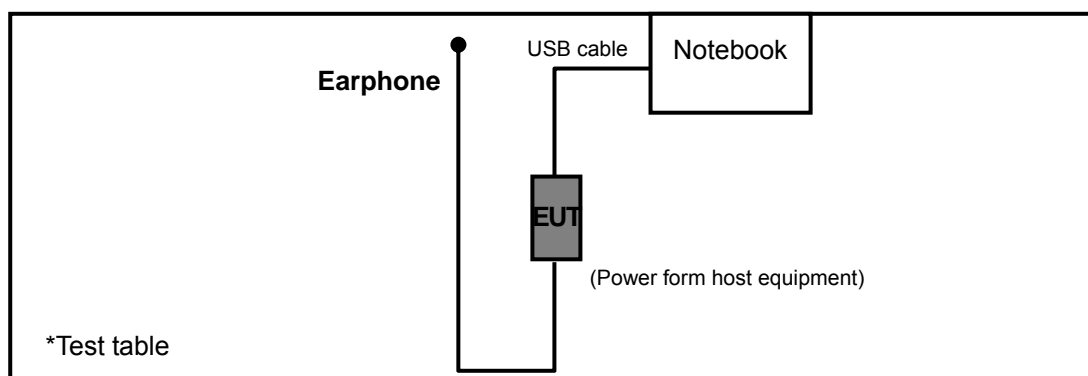 USB cable
Notebook
Earphone
EUT
(Power form host equipment)
*Test table